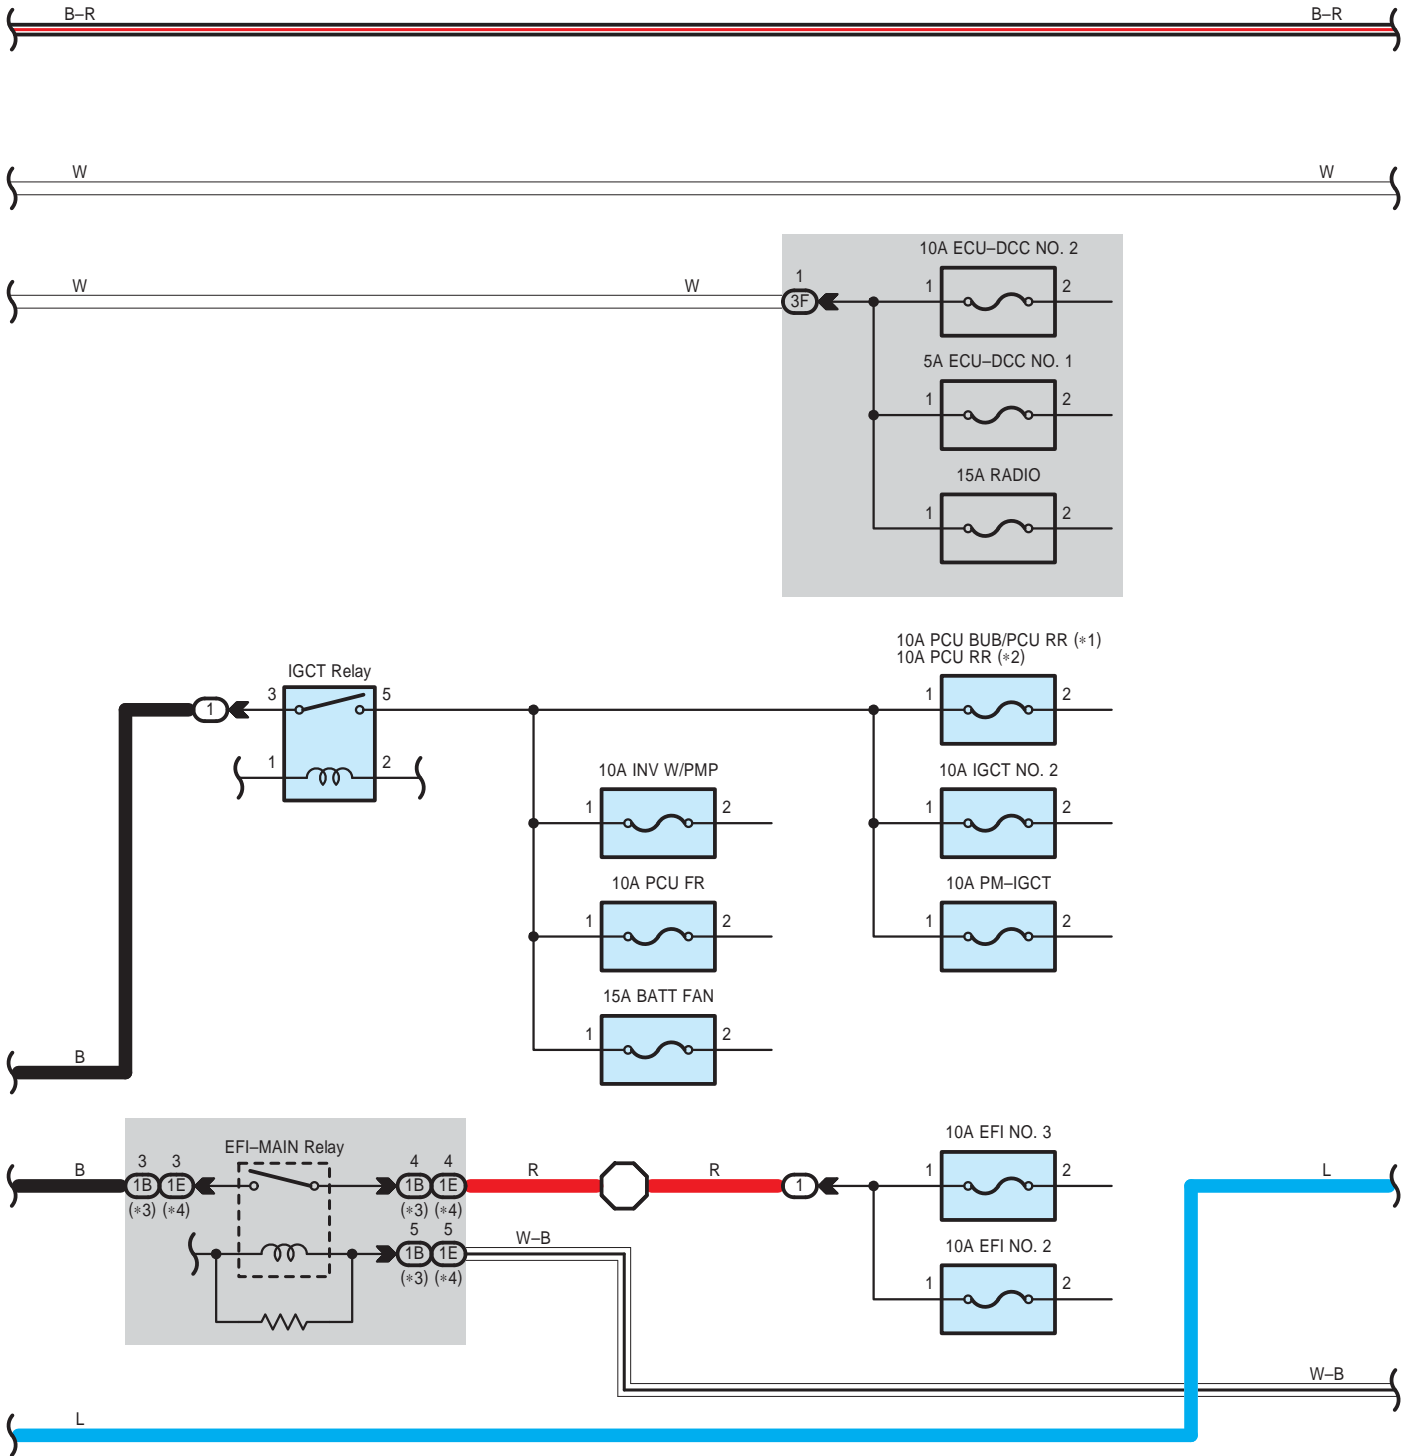 B–R B–R
W W
10A ECU–DCC NO. 2
W W 1 3F 1 2
5A ECU–DCC NO. 1
1 2
15A RADIO
1 2
10A PCU BUB/PCU RR (*1)
10A PCU RR (*2)
IGCT Relay
1 3 5 1 2
1 2
10A INV W/PMP 10A IGCT NO. 2
1 2 1 2
10A PCU FR 10A PM–IGCT
1 2 1 2
15A BATT FAN
1 2
B
EFI–MAIN Relay 10A EFI NO. 3
B 3 3 4 4 R R 1 2 L
1B 1E 1B 1E 1
(*3) (*4) (*3) (*4)
5 5 W–B 10A EFI NO. 2
1B 1E
(*3) (*4) 1 2
W–B
L